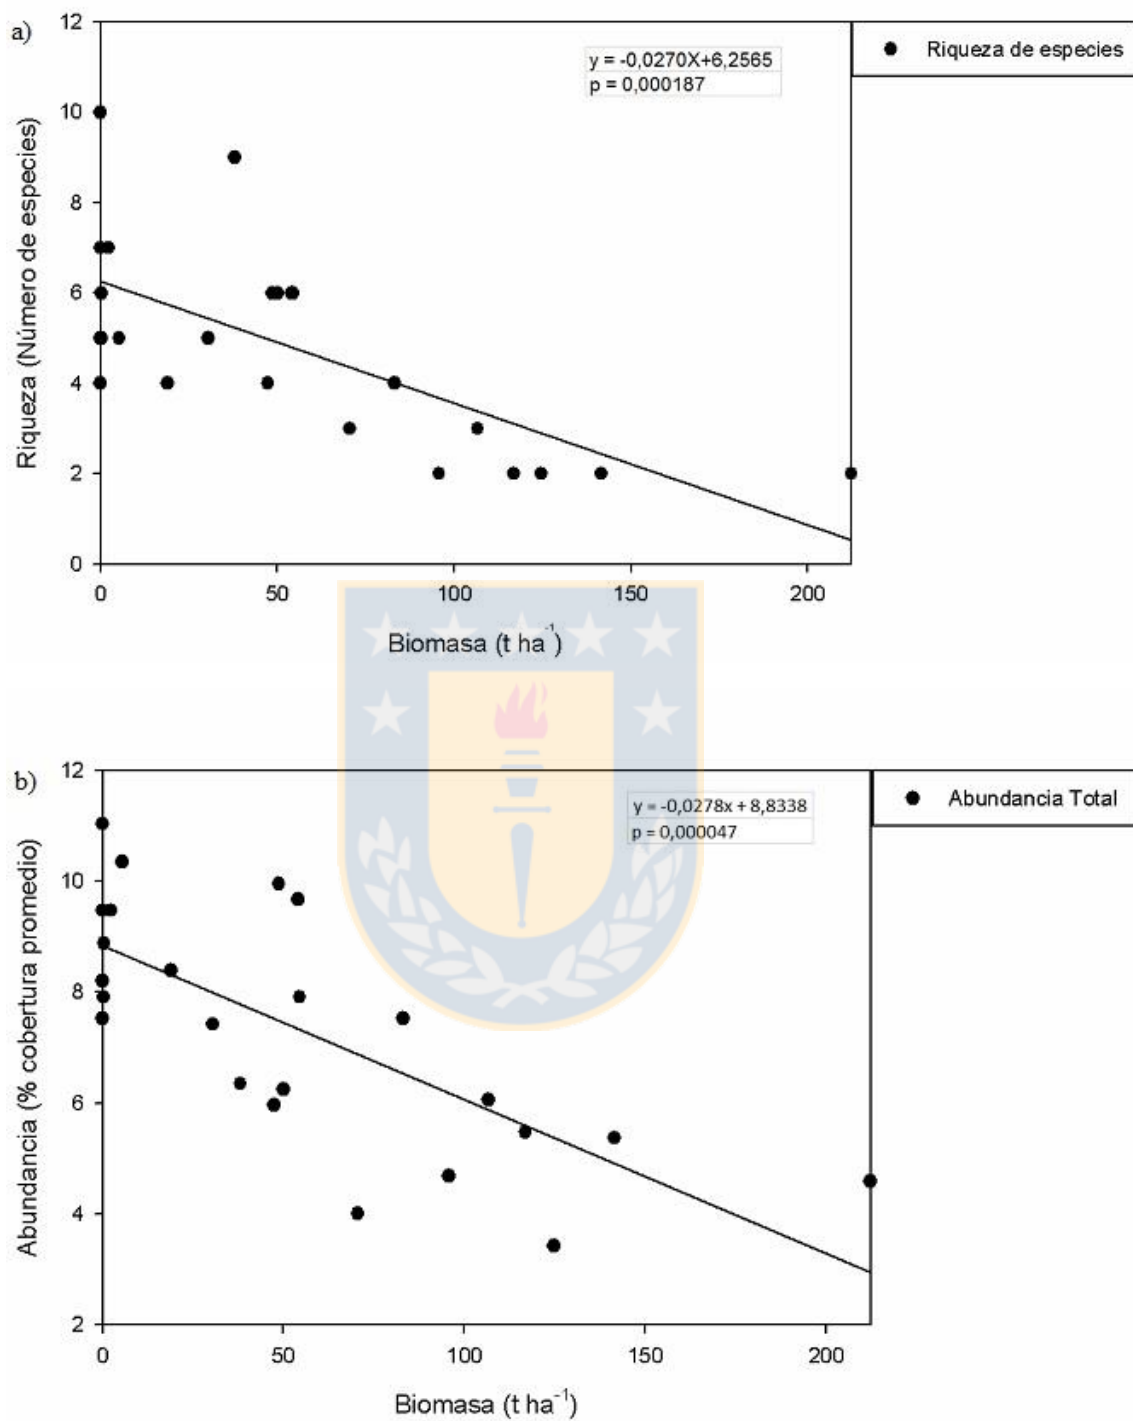 a)
12
10
8
6
4
2
0
Riqueza (Número de especies)
y = -0,0270X+6,2565
p = 0,000187
Riqueza de especies
0 50 100 150 200
Biomasa (t ha⁻¹)
b)
12
10
8
6
4
2
Abundancia (% cobertura promedio)
y = -0,0278x + 8,8338
p = 0,000047
Abundancia Total
0 50 100 150 200
Biomasa (t ha⁻¹)